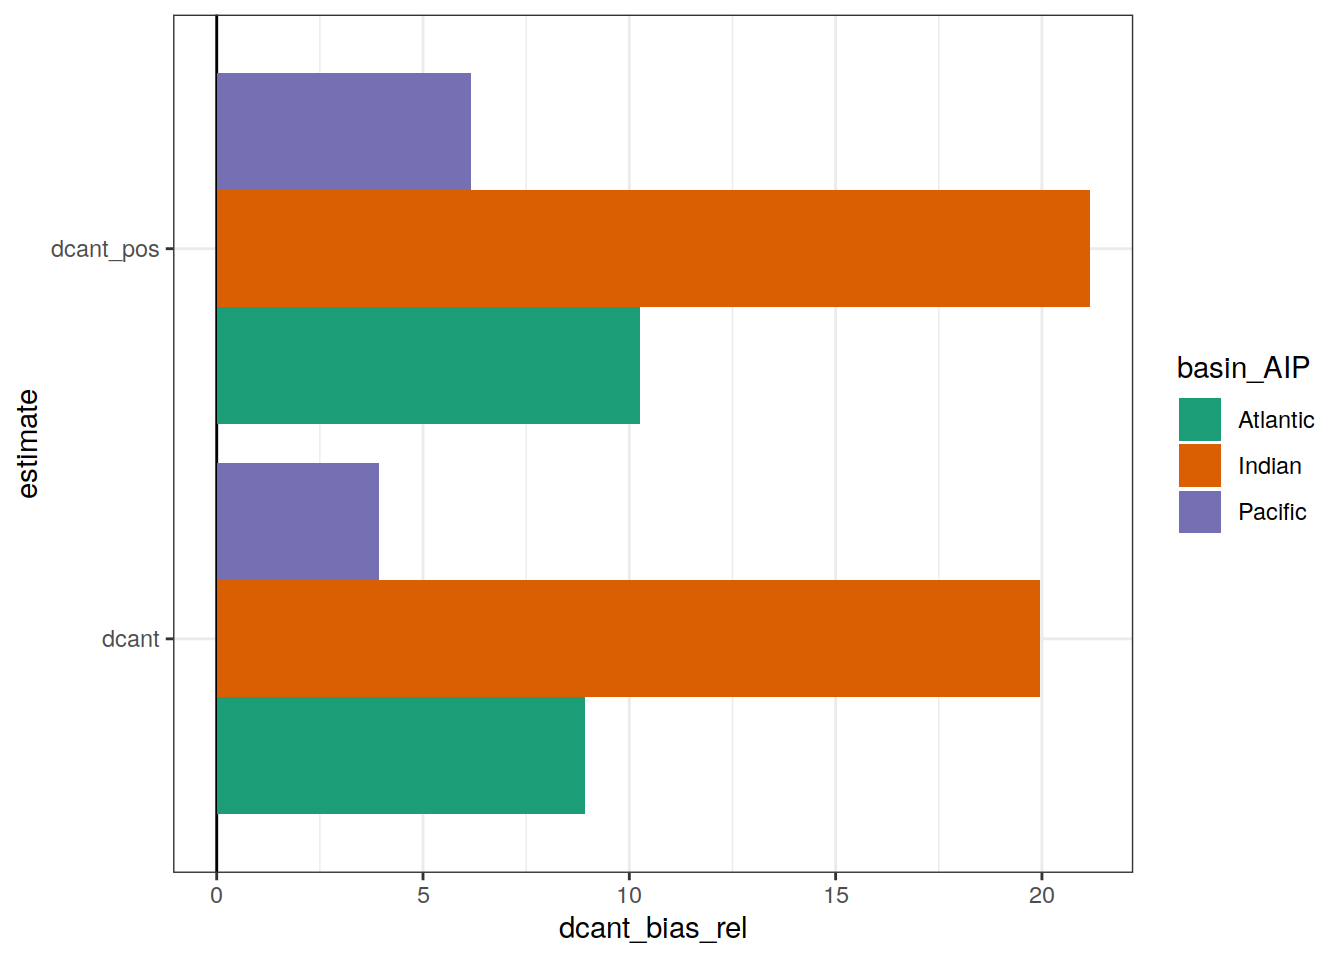 dcant_pos
dcant
estimate
0 5 10 15 20
dcant_bias_rel
basin_AIP
Atlantic
Indian
Pacific